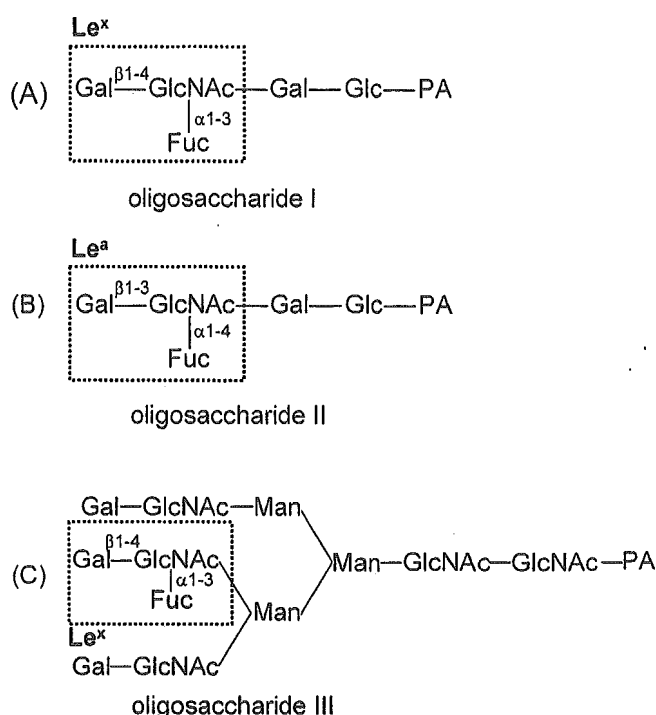 Le^x
(A) Gal β1-4 GlcNAc—Gal—Glc—PA
α1-3
Fuc
oligosaccharide I
Le^a
(B) Gal β1-3 GlcNAc—Gal—Glc—PA
α1-4
Fuc
oligosaccharide II
Gal—GlcNAc—Man
(C) Gal β1-4 GlcNAc
Man—GlcNAc—GlcNAc—PA
α1-3
Fuc
Man
Le^x
Gal—GlcNAc
oligosaccharide III